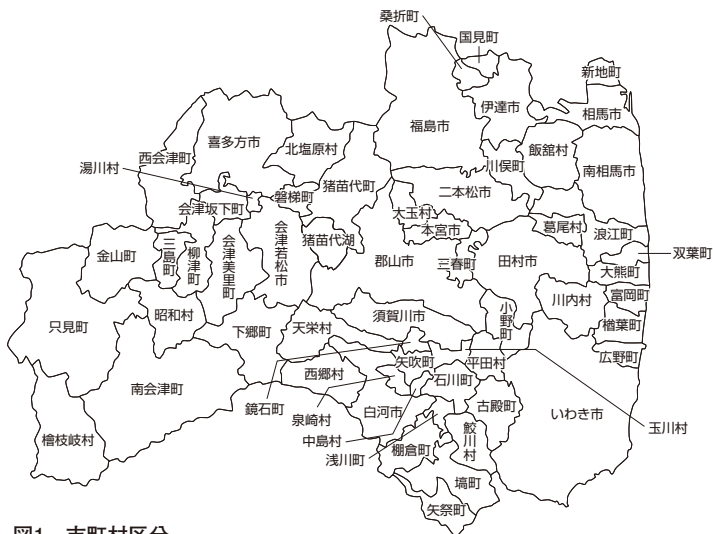 桑折町
国見町
新地町
伊達市
相馬市
福島市
喜多方市
北塩原村
飯舘村
西会津町
川俣町
南相馬市
湯川村
猪苗代町
二本松市
磐梯町
会津坂下町
大玉村
葛尾村
本宮市
浪江町
猪苗代湖
会津若松市
双葉町
金山町
三島町
柳津町
会津美里町
郡山市
三春町
田村市
大熊町
川内村
富岡町
昭和村
小野町
須賀川市
楢葉町
只見町
下郷町
天栄村
広野町
矢吹町
平田村
西郷村
石川町
南会津町
鏡石町
泉崎村
白河市
古殿町
いわき市
玉川村
檜枝岐村
中島村
鮫川村
浅川町
棚倉町
塙町
矢祭町
図1 市町村区分